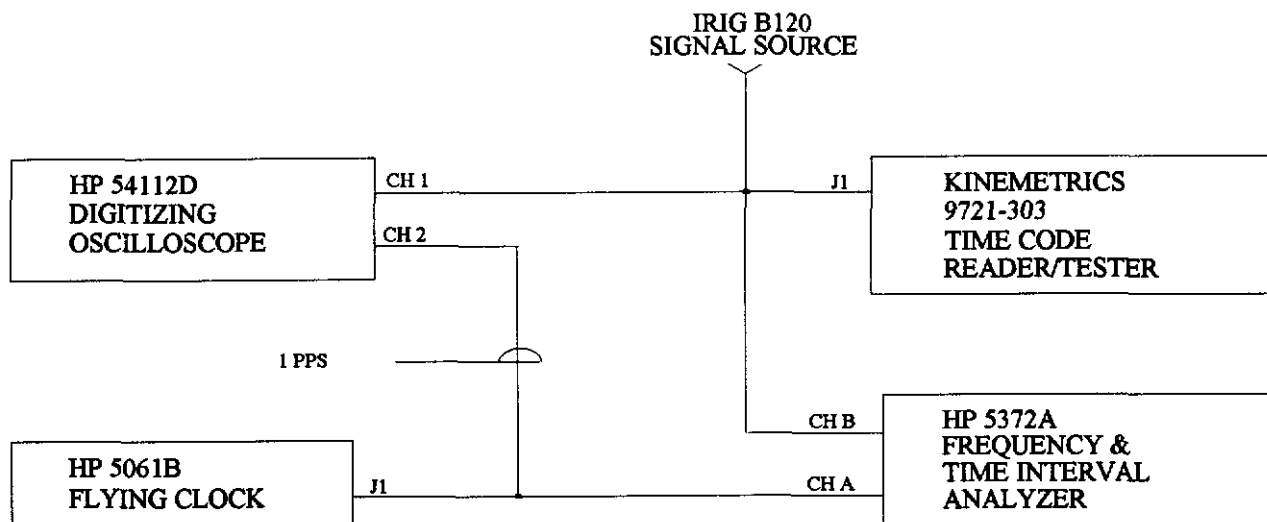 IRIG B120
SIGNAL SOURCE
HP 54112D
DIGITIZING
OSCILLOSCOPE
CH 1
CH 2
J1
KINEMETRICS
9721-303
TIME CODE
READER/TESTER
1 PPS
HP 5061B
FLYING CLOCK
J1
CH B
CH A
HP 5372A
FREQUENCY &
TIME INTERVAL
ANALYZER